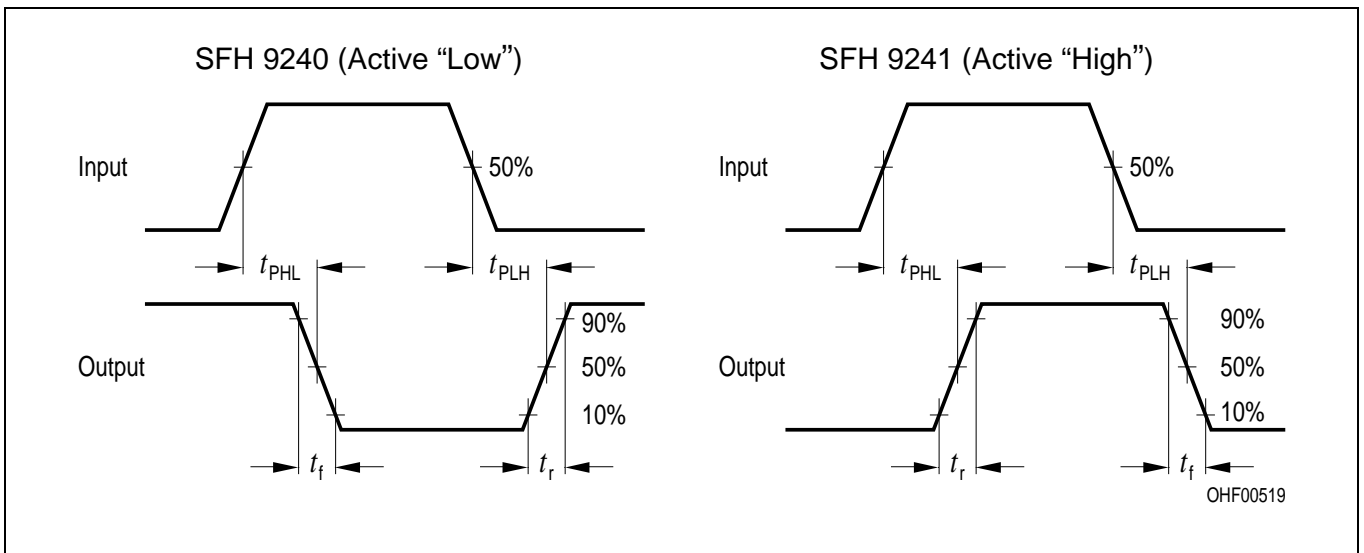 SFH 9240 (Active “Low”)
Input
50%
tPHL
tPLH
Output
90%
50%
10%
tf
tr
SFH 9241 (Active “High”)
Input
50%
tPHL
tPLH
Output
90%
50%
10%
tr
tf
OHF00519